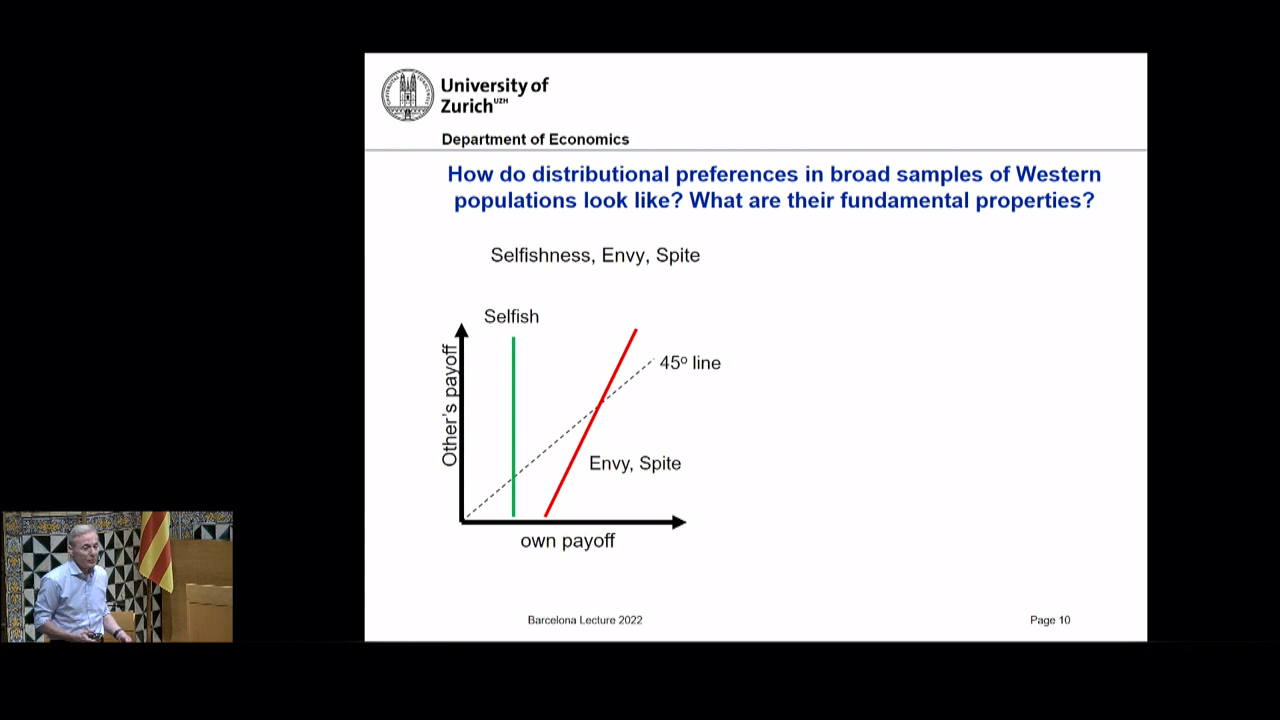 University of
Zurich UZH
Department of Economics
How do distributional preferences in broad samples of Western
populations look like? What are their fundamental properties?
Selfishness, Envy, Spite
Selfish
Other's payoff
45º line
Envy, Spite
own payoff
Barcelona Lecture 2022
Page 10